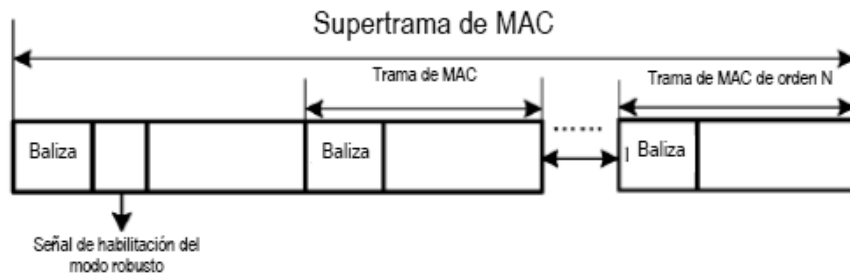 Supertrama de MAC
Trama de MAC
Trama de MAC de orden N
Baliza
Baliza
......
Baliza
Señal de habilitación del
modo robusto